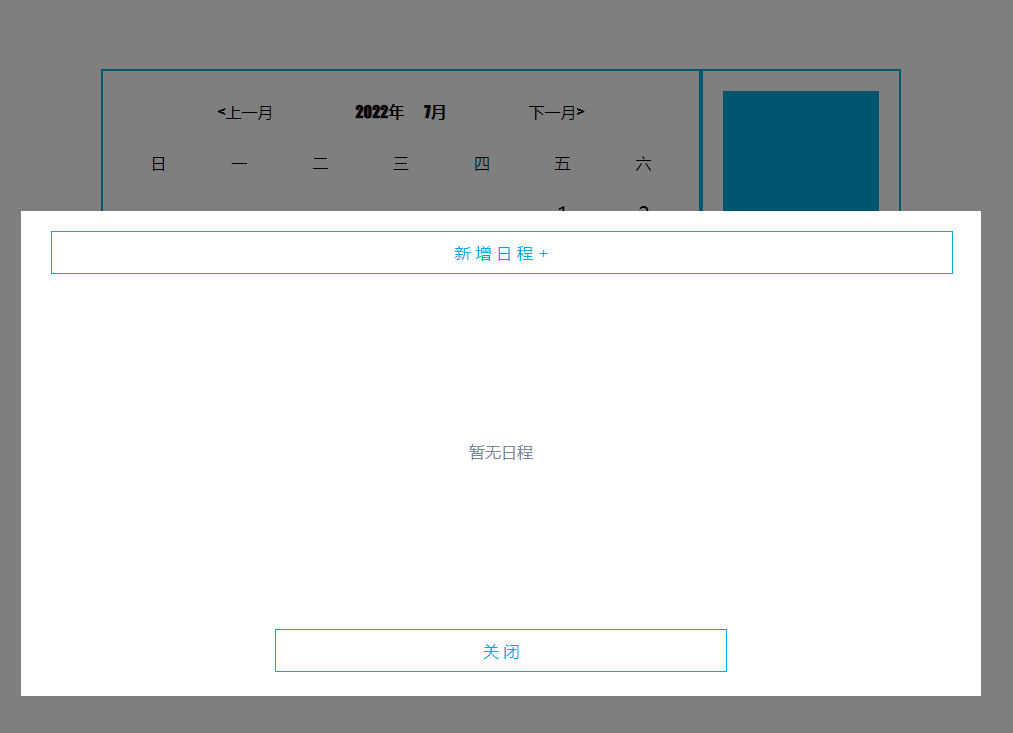 <上一月 2022年 7月 下一月>
日 一 二 三 四 五 六
新增日程+
暂无日程
关闭